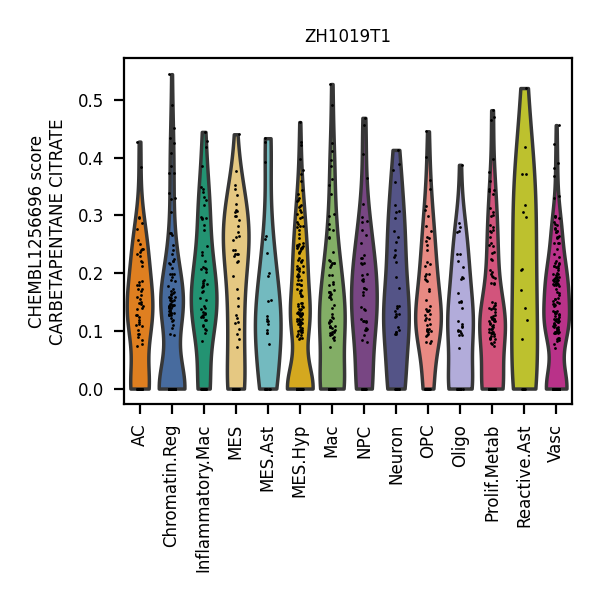 ZH1019T1
CHEMBL1256696 score
CARBETAPENTANE CITRATE
0.5
0.4
0.3
0.2
0.1
0.0
AC
Chromatin.Reg
Inflammatory.Mac
MES
MES.Ast
MES.Hyp
Mac
NPC
Neuron
OPC
Oligo
Prolif.Metab
Reactive.Ast
Vasc